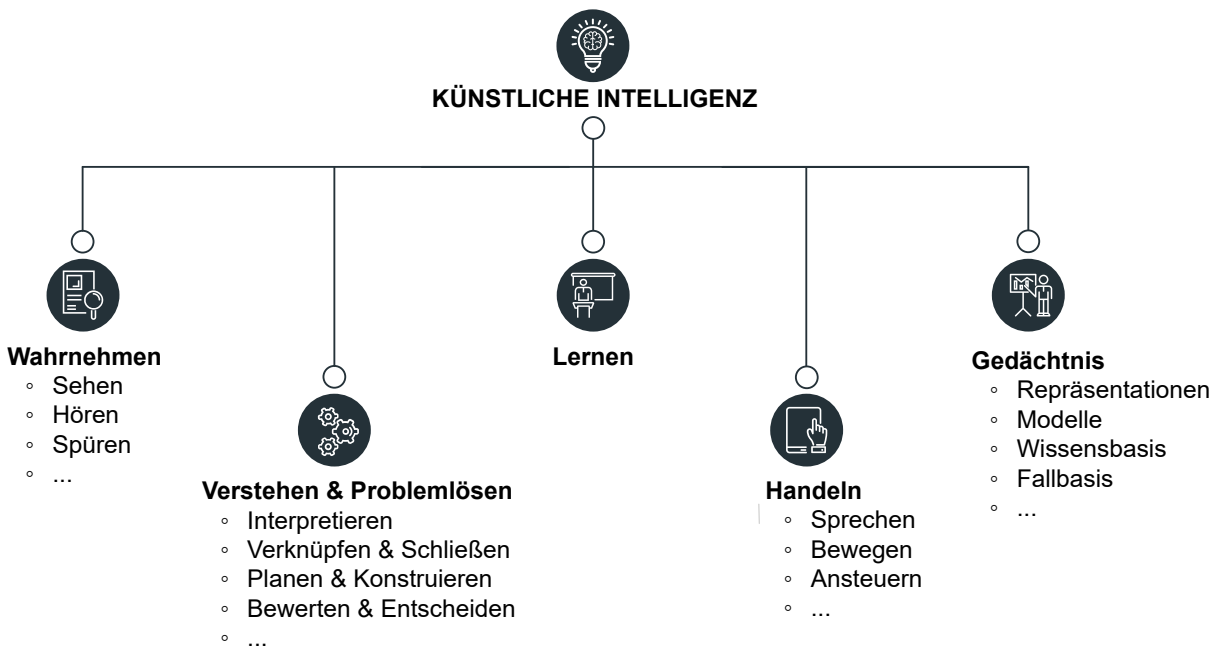 KÜNSTLICHE INTELLIGENZ
Wahrnehmen
◦ Sehen
◦ Hören
◦ Spüren
◦ ...
Verstehen & Problemlösen
◦ Interpretieren
◦ Verknüpfen & Schließen
◦ Planen & Konstruieren
◦ Bewerten & Entscheiden
◦ ...
Lernen
Handeln
◦ Sprechen
◦ Bewegen
◦ Ansteuern
◦ ...
Gedächtnis
◦ Repräsentationen
◦ Modelle
◦ Wissensbasis
◦ Fallbasis
◦ ...